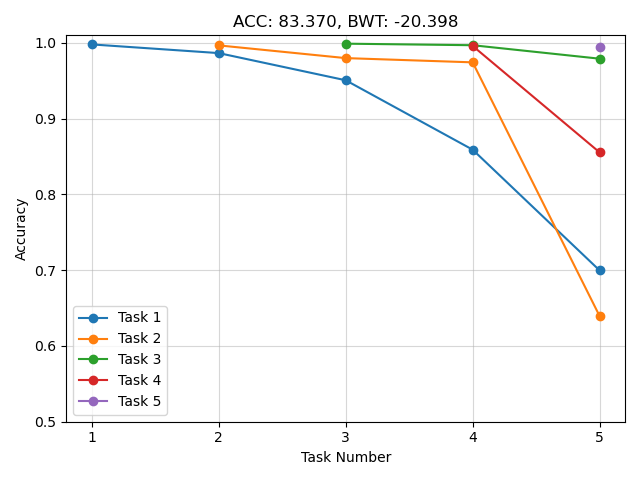 ACC: 83.370, BWT: -20.398
1.0
0.9
0.8
0.7
0.6
0.5
Accuracy
Task 1
Task 2
Task 3
Task 4
Task 5
1 2 3 4 5
Task Number